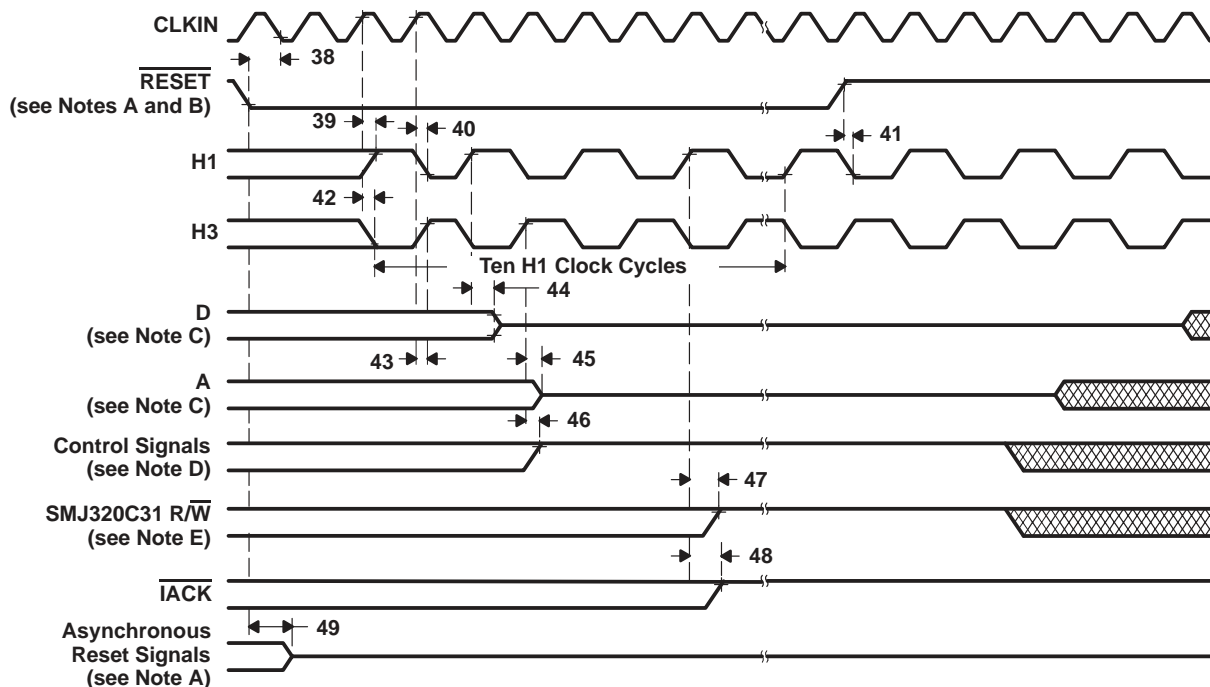 CLKIN
38
RESET
(see Notes A and B)
39
40
41
H1
42
H3
Ten H1 Clock Cycles
44
D
(see Note C)
43
45
A
(see Note C)
46
Control Signals
(see Note D)
47
SMJ320C31 R/W
(see Note E)
48
IACK
49
Asynchronous
Reset Signals
(see Note A)